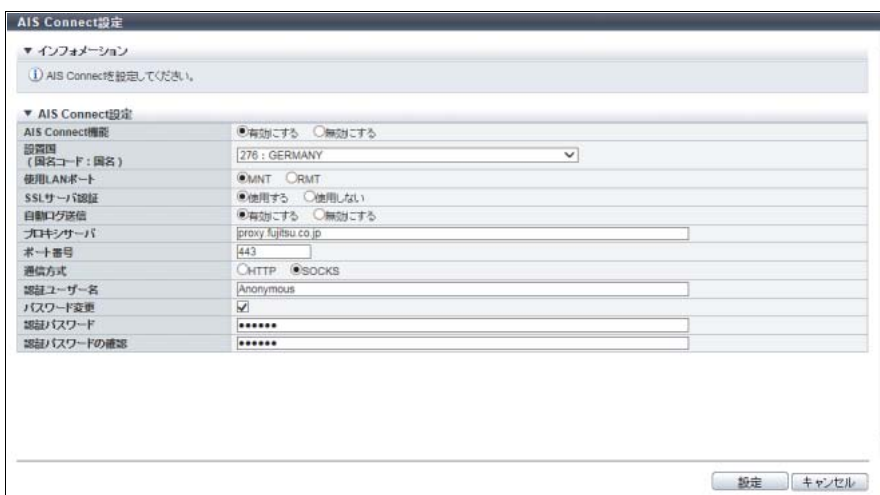 AIS Connect設定
▼ インフォメーション
AIS Connectを設定してください。
▼ AIS Connect設定
AIS Connect機能 有効にする 無効にする
設置国
(国名コード:国名) 276 : GERMANY
使用LANポート MNT RMT
SSLサーバ認証 使用する 使用しない
自動ログ送信 有効にする 無効にする
プロキシサーバ proxy.fujitsu.co.jp
ポート番号 443
通信方式 HTTP SOCKS
認証ユーザー名 Anonymous
パスワード変更
認証パスワード ••••••
認証パスワードの確認 ••••••
設定 キャンセル